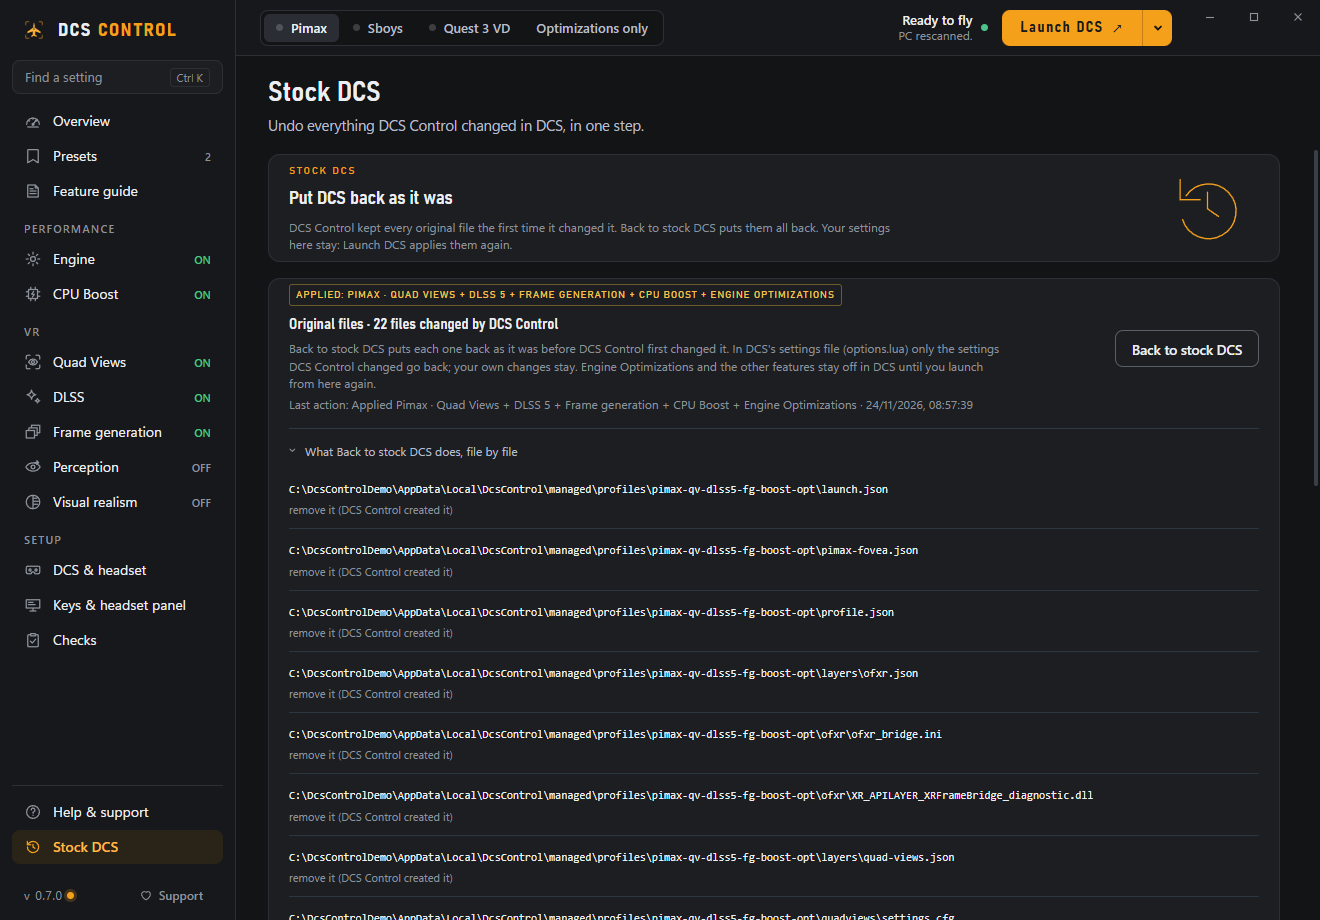 DCS CONTROL
Find a setting Ctrl K
Overview
Presets 2
Feature guide
PERFORMANCE
Engine ON
CPU Boost ON
VR
Quad Views ON
DLSS ON
Frame generation ON
Perception OFF
Visual realism OFF
SETUP
DCS & headset
Keys & headset panel
Checks
Help & support
Stock DCS
v 0.7.0 Support
Pimax Sboys Quest 3 VD Optimizations only
Ready to fly
PC rescanned.
Launch DCS ↗
Stock DCS
Undo everything DCS Control changed in DCS, in one step.
STOCK DCS
Put DCS back as it was
DCS Control kept every original file the first time it changed it. Back to stock DCS puts them all back. Your settings
here stay: Launch DCS applies them again.
APPLIED: PIMAX · QUAD VIEWS + DLSS 5 + FRAME GENERATION + CPU BOOST + ENGINE OPTIMIZATIONS
Original files · 22 files changed by DCS Control
Back to stock DCS puts each one back as it was before DCS Control first changed it. In DCS's settings file (options.lua) only the settings
DCS Control changed go back; your own changes stay. Engine Optimizations and the other features stay off in DCS until you launch
from here again.
Last action: Applied Pimax · Quad Views + DLSS 5 + Frame generation + CPU Boost + Engine Optimizations · 24/11/2026, 08:57:39
Back to stock DCS
What Back to stock DCS does, file by file
C:\DcsControlDemo\AppData\Local\DcsControl\managed\profiles\pimax-qv-dlss5-fg-boost-opt\launch.json
remove it (DCS Control created it)
C:\DcsControlDemo\AppData\Local\DcsControl\managed\profiles\pimax-qv-dlss5-fg-boost-opt\pimax-fovea.json
remove it (DCS Control created it)
C:\DcsControlDemo\AppData\Local\DcsControl\managed\profiles\pimax-qv-dlss5-fg-boost-opt\profile.json
remove it (DCS Control created it)
C:\DcsControlDemo\AppData\Local\DcsControl\managed\profiles\pimax-qv-dlss5-fg-boost-opt\layers\ofxr.json
remove it (DCS Control created it)
C:\DcsControlDemo\AppData\Local\DcsControl\managed\profiles\pimax-qv-dlss5-fg-boost-opt\ofxr\ofxr_bridge.ini
remove it (DCS Control created it)
C:\DcsControlDemo\AppData\Local\DcsControl\managed\profiles\pimax-qv-dlss5-fg-boost-opt\ofxr\XR_APILAYER_XRFrameBridge_diagnostic.dll
remove it (DCS Control created it)
C:\DcsControlDemo\AppData\Local\DcsControl\managed\profiles\pimax-qv-dlss5-fg-boost-opt\layers\quad-views.json
remove it (DCS Control created it)
C:\DcsControlDemo\AppData\Local\DcsControl\managed\profiles\pimax-qv-dlss5-fg-boost-opt\quadviews\settings.cfg